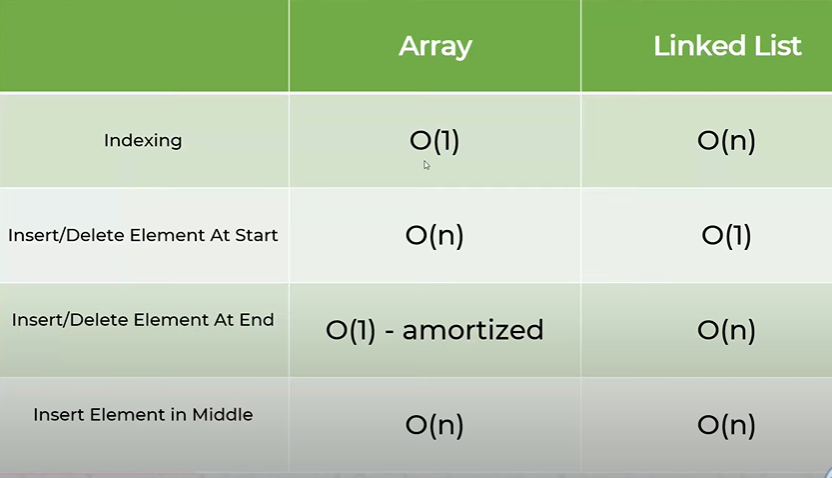 Array Linked List
Indexing O(1) O(n)
Insert/Delete Element At Start O(n) O(1)
Insert/Delete Element At End O(1) - amortized O(n)
Insert Element in Middle O(n) O(n)